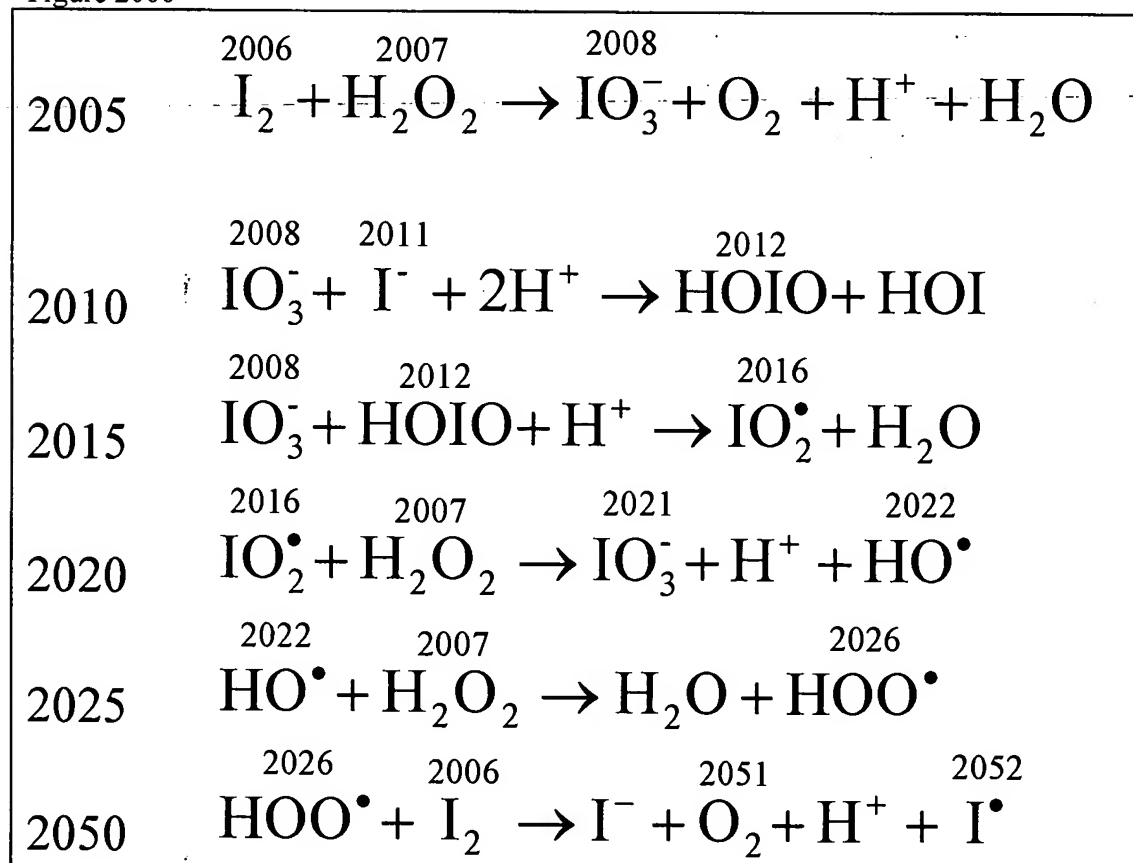 Figure 2000
2006 2007 2008
2005 I₂ + H₂O₂ → IO₃⁻ + O₂ + H⁺ + H₂O
2008 2011 2012
2010 IO₃⁻ + I⁻ + 2H⁺ → HOIO + HOI
2008 2012 2016
2015 IO₃⁻ + HOIO + H⁺ → IO₂• + H₂O
2016 2007 2021 2022
2020 IO₂• + H₂O₂ → IO₃⁻ + H⁺ + HO•
2022 2007 2026
2025 HO• + H₂O₂ → H₂O + HOO•
2026 2006 2051 2052
2050 HOO• + I₂ → I⁻ + O₂ + H⁺ + I•